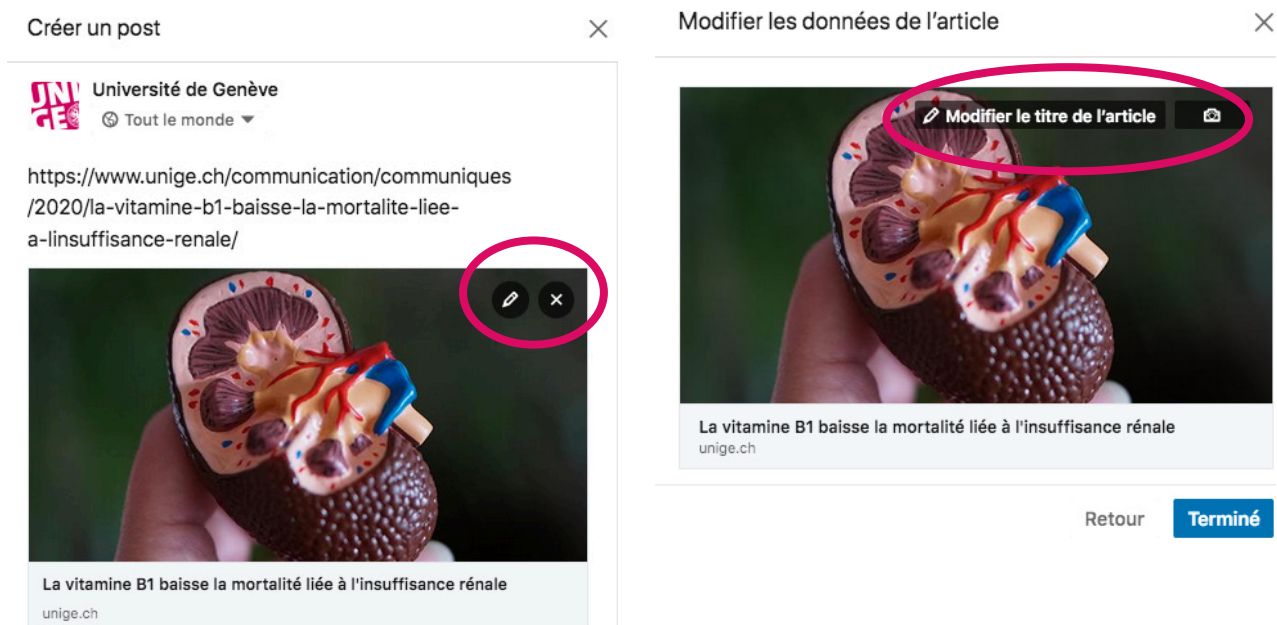 Créer un post
UNI
GE
Université de Genève
Tout le monde
https://www.unige.ch/communication/communiques
/2020/la-vitamine-b1-baisse-la-mortalite-liee-
a-linsuffisance-renale/
La vitamine B1 baisse la mortalité liée à l'insuffisance rénale
unige.ch
Modifier les données de l’article
Modifier le titre de l’article
La vitamine B1 baisse la mortalité liée à l'insuffisance rénale
unige.ch
Retour
Terminé